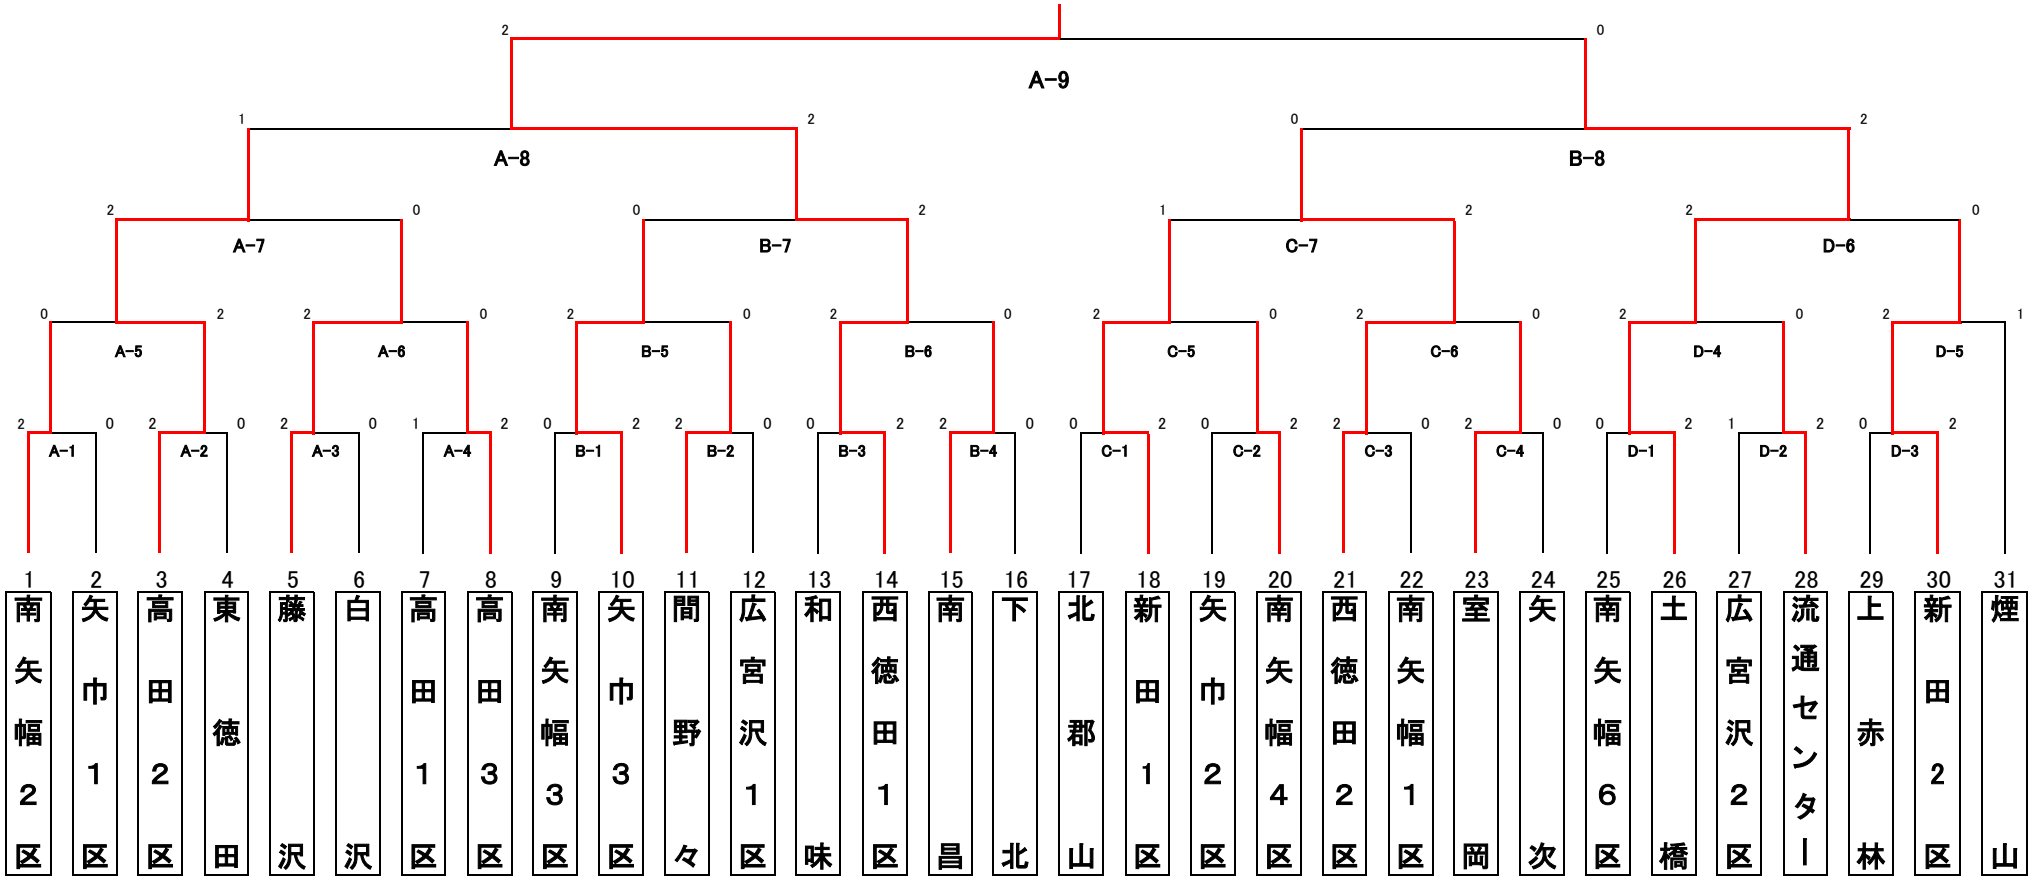 2 0
A-9
1 2 0 2
A-8 B-8
2 0 0 2 1 2 2 0
A-7 B-7 C-7 D-6
0 2 2 0 2 0 2 0 2 0 2 0 2 0 2 1
A-5 A-6 B-5 B-6 C-5 C-6 D-4 D-5
2 0 2 0 2 0 1 2 0 2 2 0 0 2 2 0 0 2 0 2 2 0 2 0 0 2 1 2 0 2
A-1 A-2 A-3 A-4 B-1 B-2 B-3 B-4 C-1 C-2 C-3 C-4 D-1 D-2 D-3
1 2 3 4 5 6 7 8 9 10 11 12 13 14 15 16 17 18 19 20 21 22 23 24 25 26 27 28 29 30 31
南矢幅2区
矢巾1区
高田2区
東徳田
藤沢
白沢
高田1区
高田3区
南矢幅3区
矢巾3区
間野々
広宮沢1区
和味
西徳田1区
南昌
下北
北郡山
新田1区
矢巾2区
南矢幅4区
西徳田2区
南矢幅1区
室岡
矢次
南矢幅6区
土橋
広宮沢2区
流通センター
上赤林
新田2区
煙山